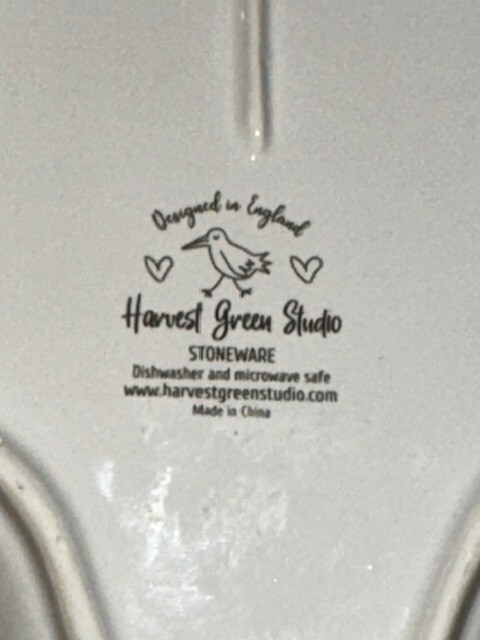 Designed in England
Harvest Green Studio
STONEWARE
Dishwasher and microwave safe
www.harvestgreenstudio.com
Made in China